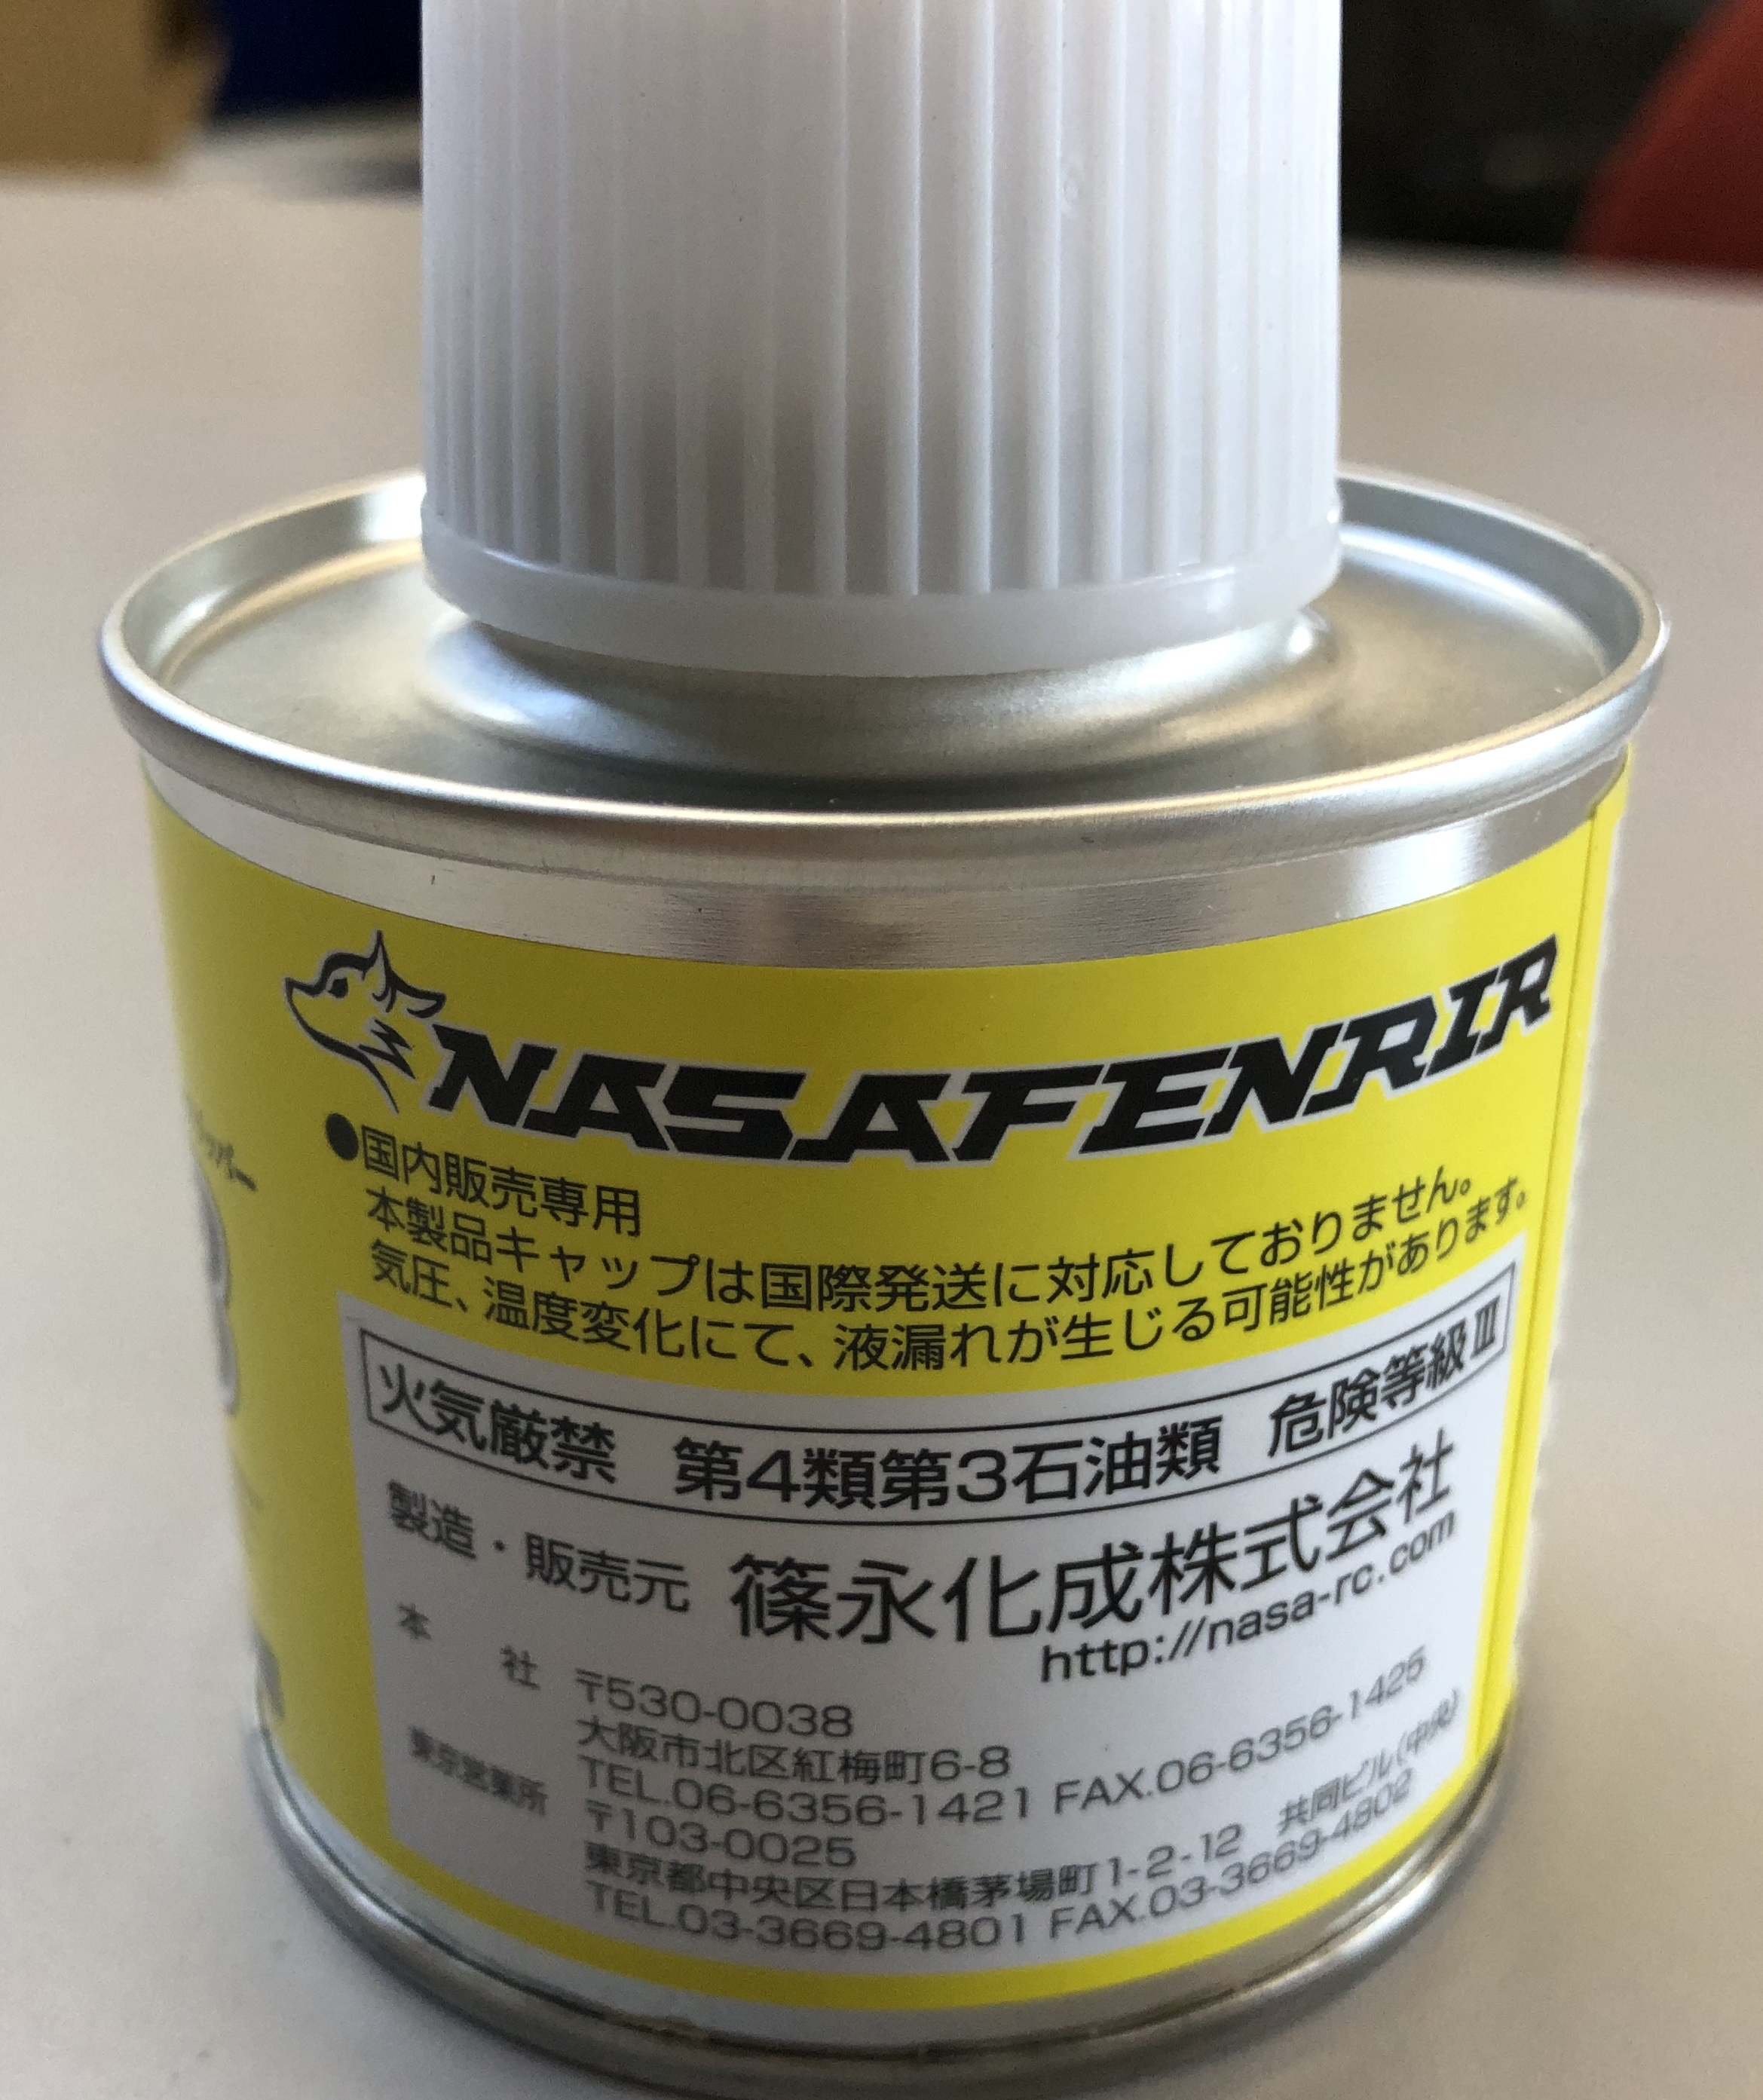 NASAFENRIR
●国内販売専用
本製品キャップは国際発送に対応しておりません。
気圧、温度変化にて、液漏れが生じる可能性があります。
火気厳禁 第4類第3石油類 危険等級Ⅲ
製造・販売元 篠永化成株式会社
http://nasa-rc.com
本社 〒530-0038
大阪市北区紅梅町6-8
TEL.06-6356-1421 FAX.06-6356-1425
東京営業所 〒103-0025
東京都中央区日本橋茅場町1-2-12 共同ビル(中央)
TEL.03-3669-4801 FAX.03-3669-4802